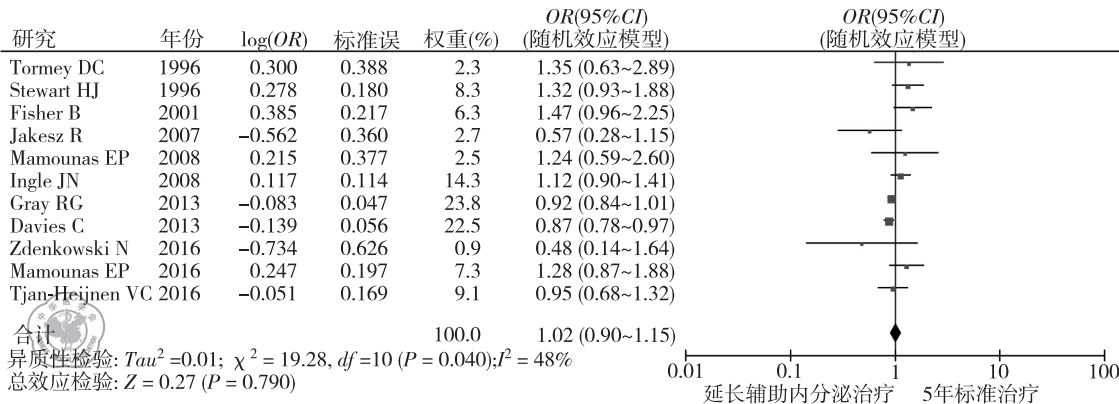 OR(95%CI) OR(95%CI)
研究 年份 log(OR) 标准误 权重(%) (随机效应模型) (随机效应模型)
Tormey DC 1996 0.300 0.388 2.3 1.35 (0.63~2.89)
Stewart HJ 1996 0.278 0.180 8.3 1.32 (0.93~1.88)
Fisher B 2001 0.385 0.217 6.3 1.47 (0.96~2.25)
Jakesz R 2007 −0.562 0.360 2.7 0.57 (0.28~1.15)
Mamounas EP 2008 0.215 0.377 2.5 1.24 (0.59~2.60)
Ingle JN 2008 0.117 0.114 14.3 1.12 (0.90~1.41)
Gray RG 2013 −0.083 0.047 23.8 0.92 (0.84~1.01)
Davies C 2013 −0.139 0.056 22.5 0.87 (0.78~0.97)
Zdenkowski N 2016 −0.734 0.626 0.9 0.48 (0.14~1.64)
Mamounas EP 2016 0.247 0.197 7.3 1.28 (0.87~1.88)
Tjan-Heijnen VC 2016 −0.051 0.169 9.1 0.95 (0.68~1.32)
合计 100.0 1.02 (0.90~1.15)
异质性检验: Tau² =0.01; χ² = 19.28, df =10 (P = 0.040);I² = 48%
总效应检验: Z = 0.27 (P = 0.790)
0.01 0.1 1 10 100
延长辅助内分泌治疗 5年标准治疗